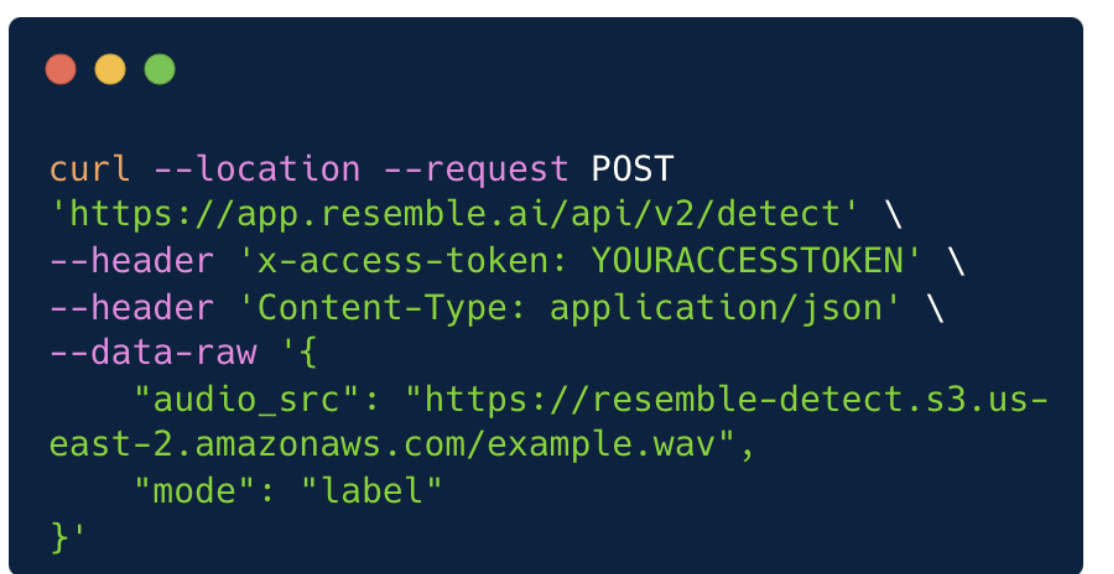 curl --location --request POST
'https://app.resemble.ai/api/v2/detect' \
--header 'x-access-token: YOURACCESSTOKEN' \
--header 'Content-Type: application/json' \
--data-raw '{
    "audio_src": "https://resemble-detect.s3.us-
east-2.amazonaws.com/example.wav",
    "mode": "label"
}'